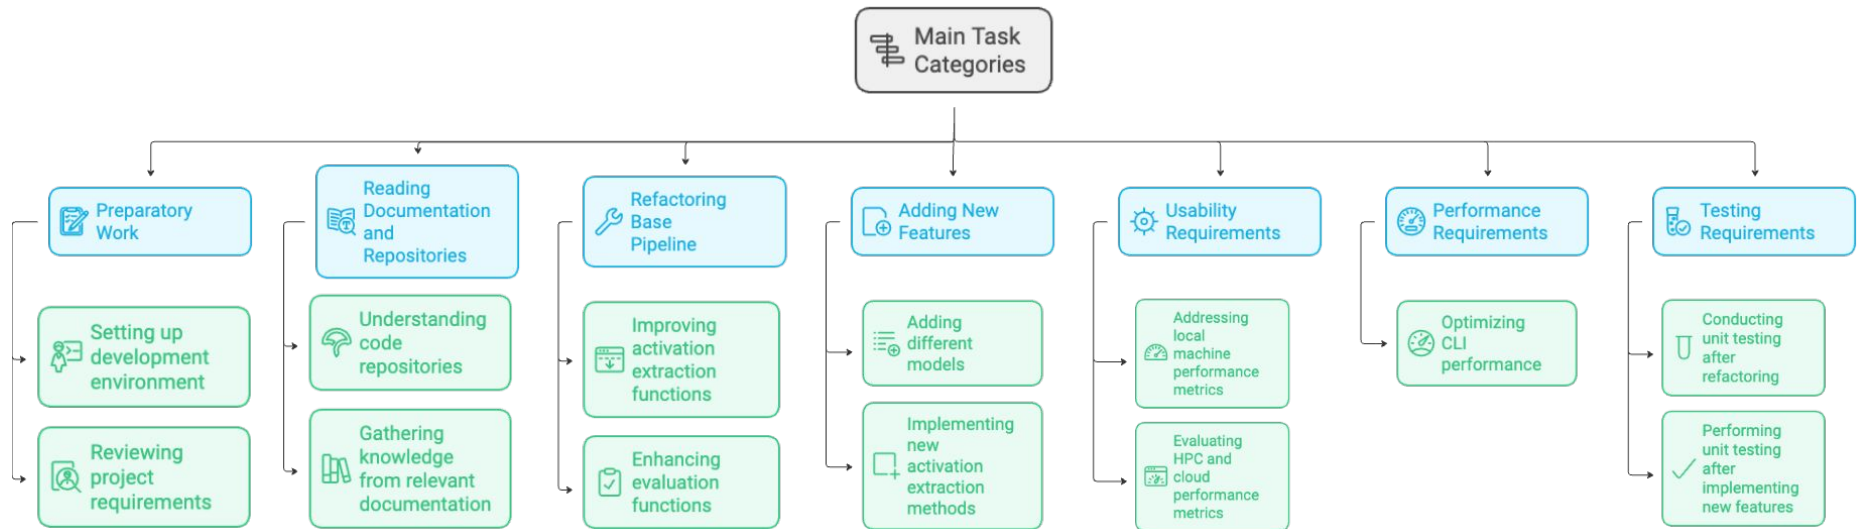 Main Task
Categories
Preparatory
Work
Reading
Documentation
and
Repositories
Refactoring
Base
Pipeline
Adding New
Features
Usability
Requirements
Performance
Requirements
Testing
Requirements
Setting up
development
environment
Understanding
code
repositories
Improving
activation
extraction
functions
Adding
different
models
Addressing
local
machine
performance
metrics
Optimizing
CLI
performance
Conducting
unit testing
after
refactoring
Reviewing
project
requirements
Gathering
knowledge
from relevant
documentation
Enhancing
evaluation
functions
Implementing
new
activation
extraction
methods
Evaluating
HPC and
cloud
performance
metrics
Performing
unit testing
after
implementing
new features